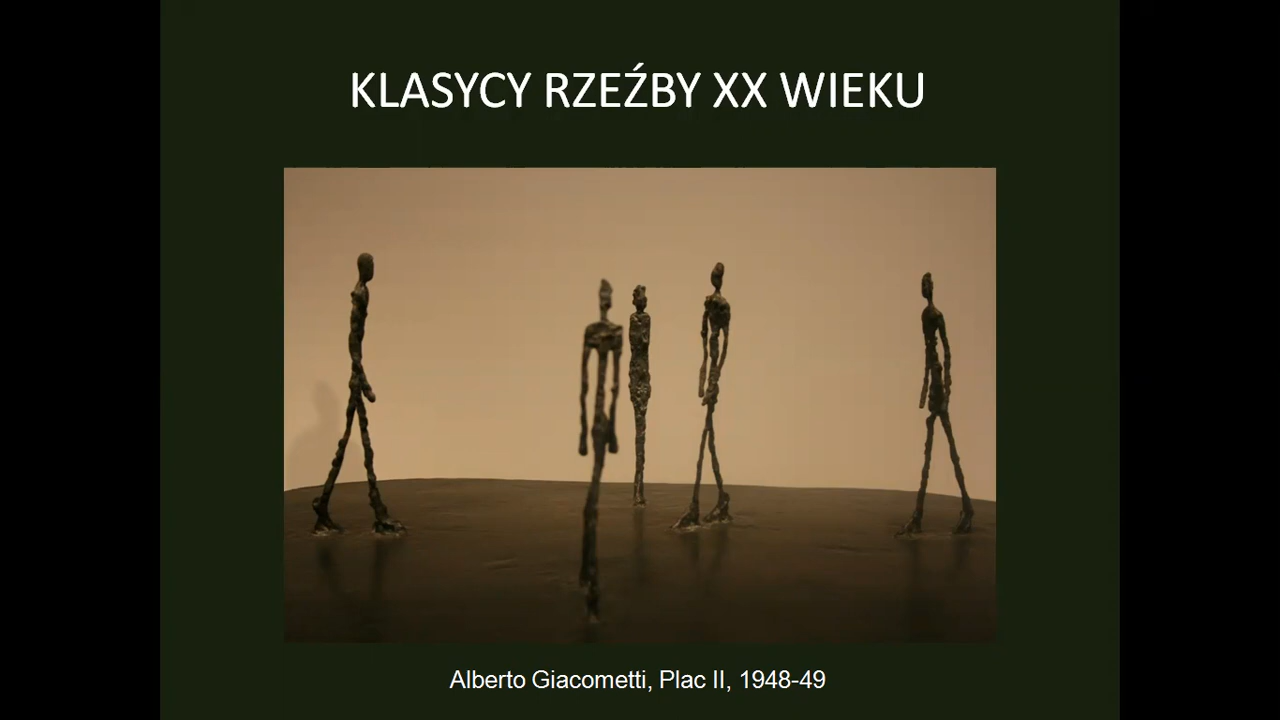 KLASYCY RZEŹBY XX WIEKU
Alberto Giacometti, Plac II, 1948-49